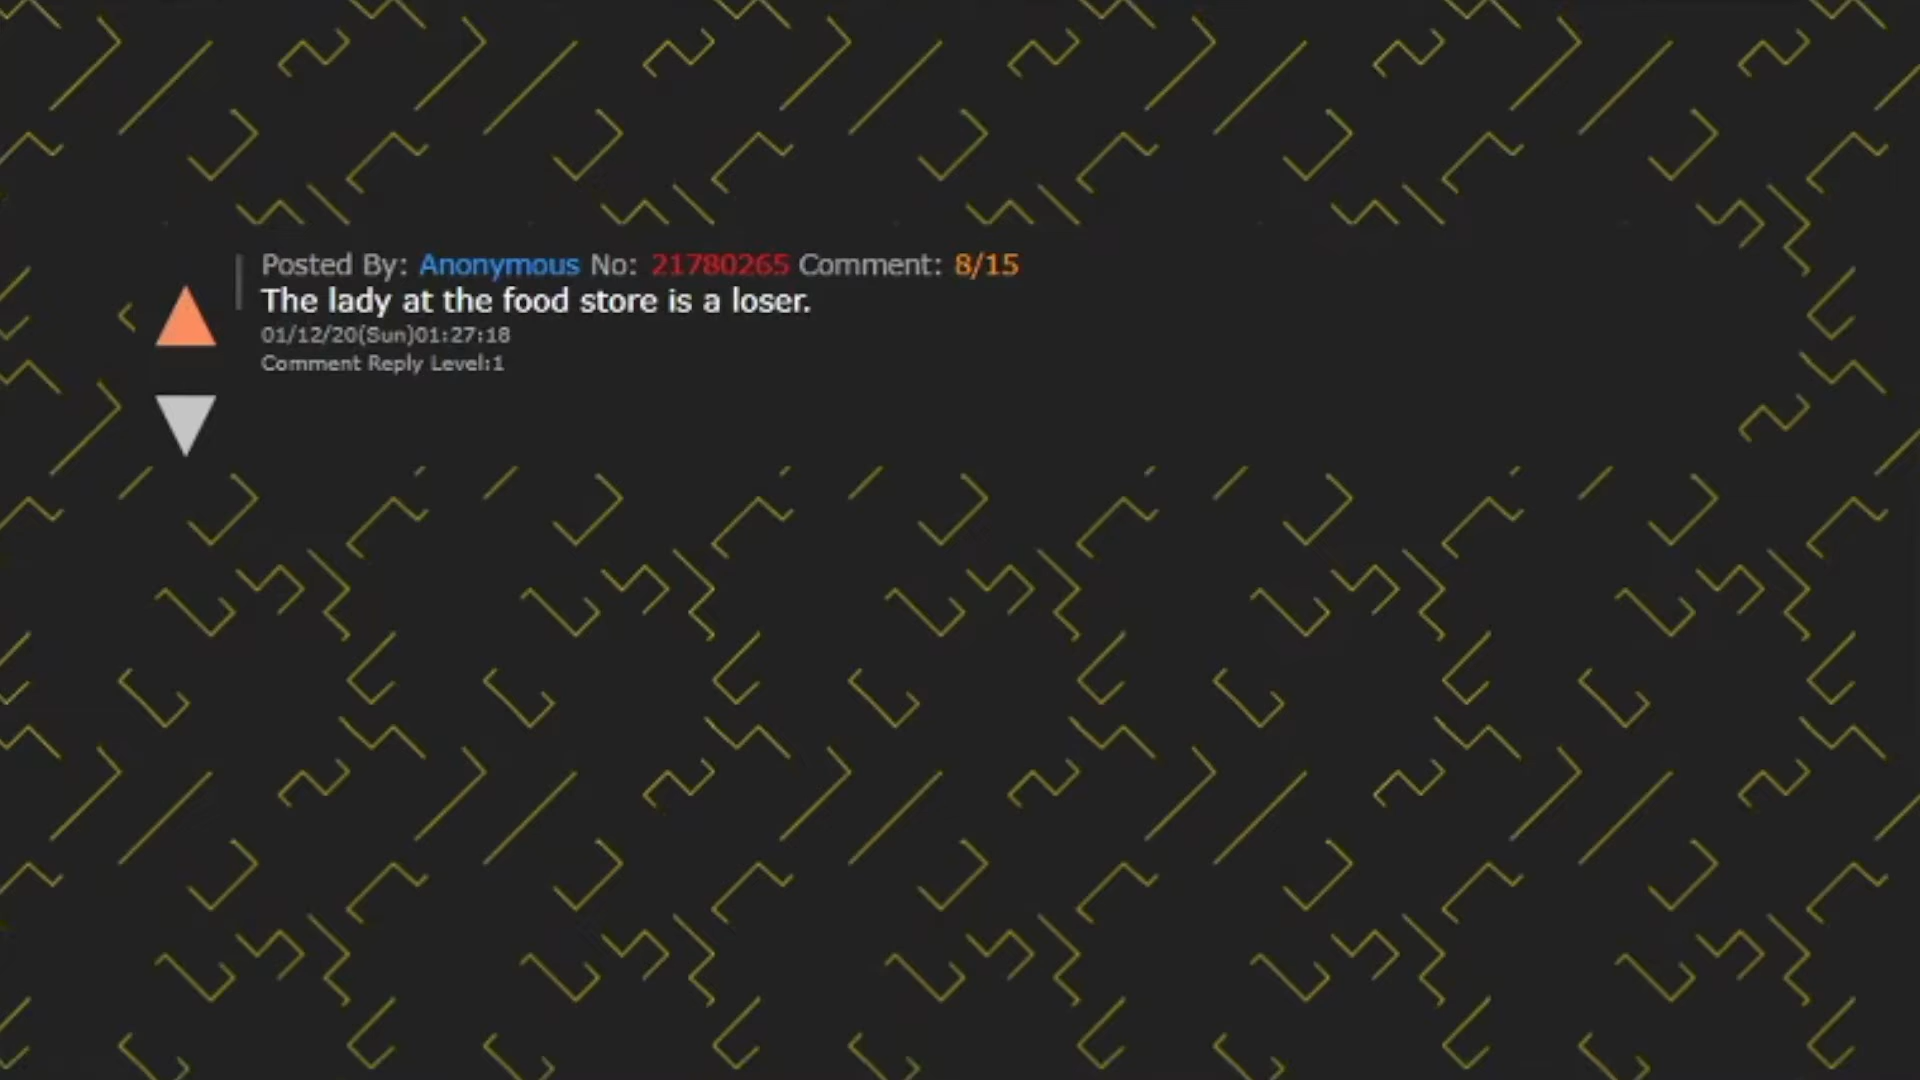 Posted By: Anonymous No: 21780265 Comment: 8/15
The lady at the food store is a loser.
01/12/20(Sun)01:27:18
Comment Reply Level:1